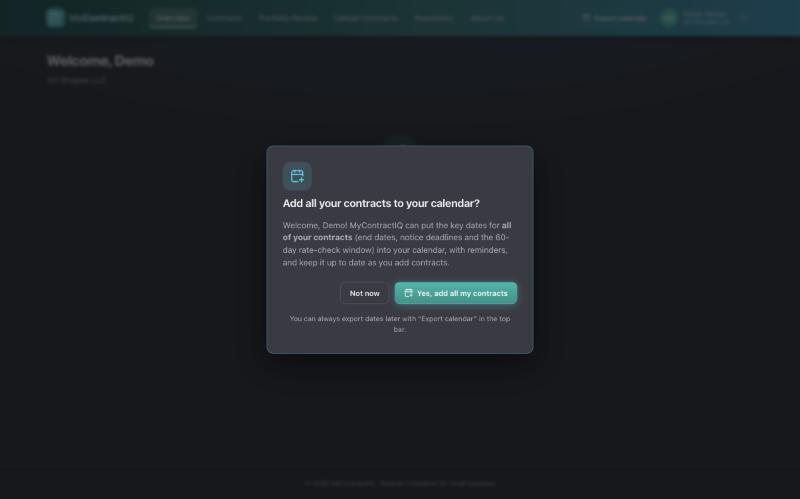 MyContractIQ
Overview
Contracts
Portfolio Review
Upload Contracts
Repository
About Us
Export calendar
Welcome, Demo
Add all your contracts to your calendar?
Welcome, Demo! MyContractIQ can put the key dates for all
of your contracts (end dates, notice deadlines and the 60-
day rate-check window) into your calendar, with reminders,
and keep it up to date as you add contracts.
Not now
Yes, add all my contracts
You can always export dates later with “Export calendar” in the top
bar.